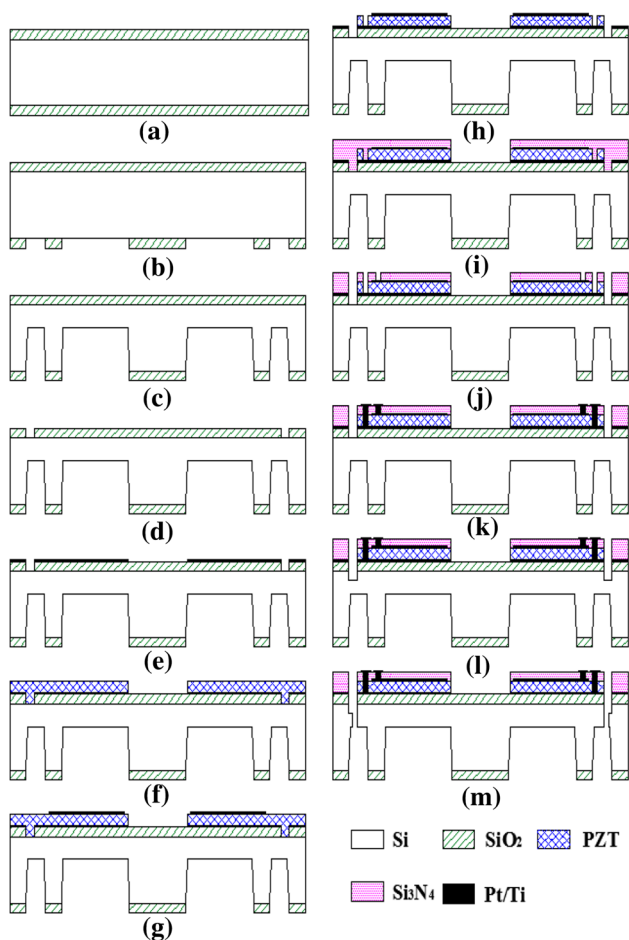 (a)
(b)
(c)
(d)
(e)
(f)
(g)
(h)
(i)
(j)
(k)
(l)
(m)
Si SiO₂ PZT
Si₃N₄ Pt/Ti